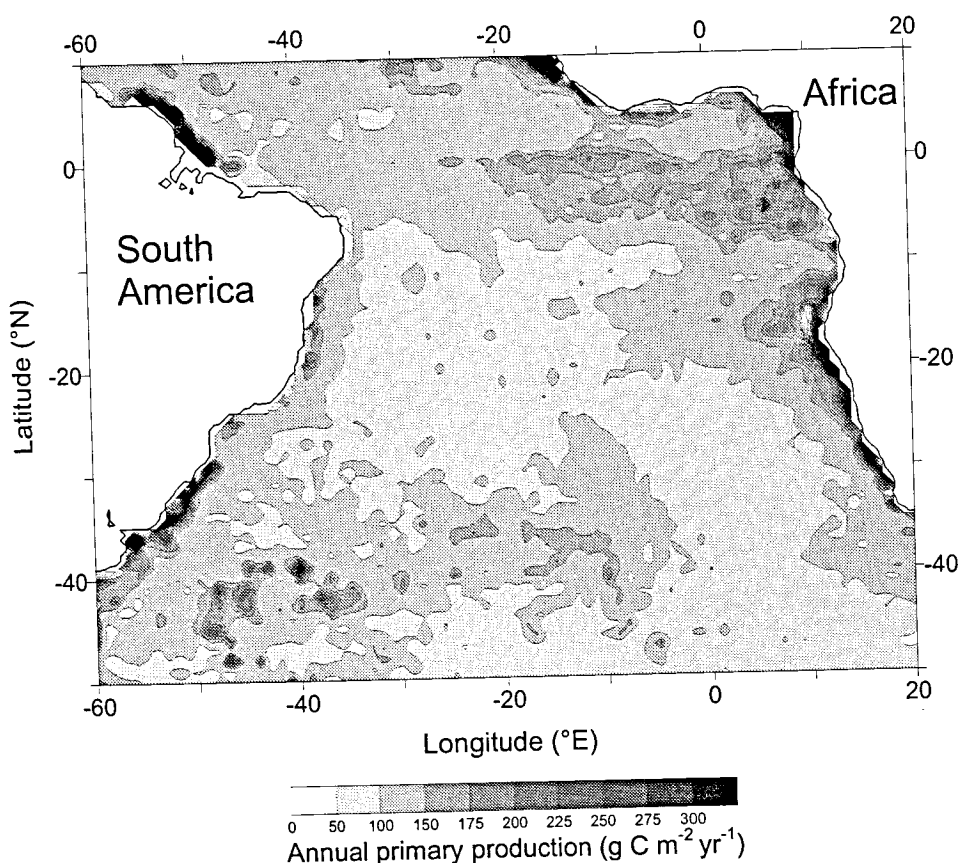 -60 -40 -20 0 20
Africa
0 0
South
America
Latitude (°N)
-20 -20
-40 -40
-60 -40 -20 0 20
Longitude (°E)
0 50 100 150 175 200 225 275 300
Annual primary production (g C m⁻² yr⁻¹)